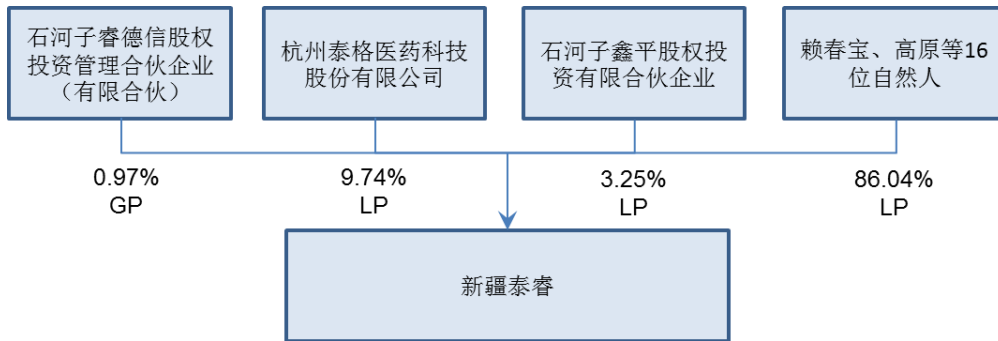 石河子睿德信股权
投资管理合伙企业
（有限合伙）
杭州泰格医药科技
股份有限公司
石河子鑫平股权投
资有限合伙企业
赖春宝、高原等16
位自然人
0.97%
GP
9.74%
LP
3.25%
LP
86.04%
LP
新疆泰睿